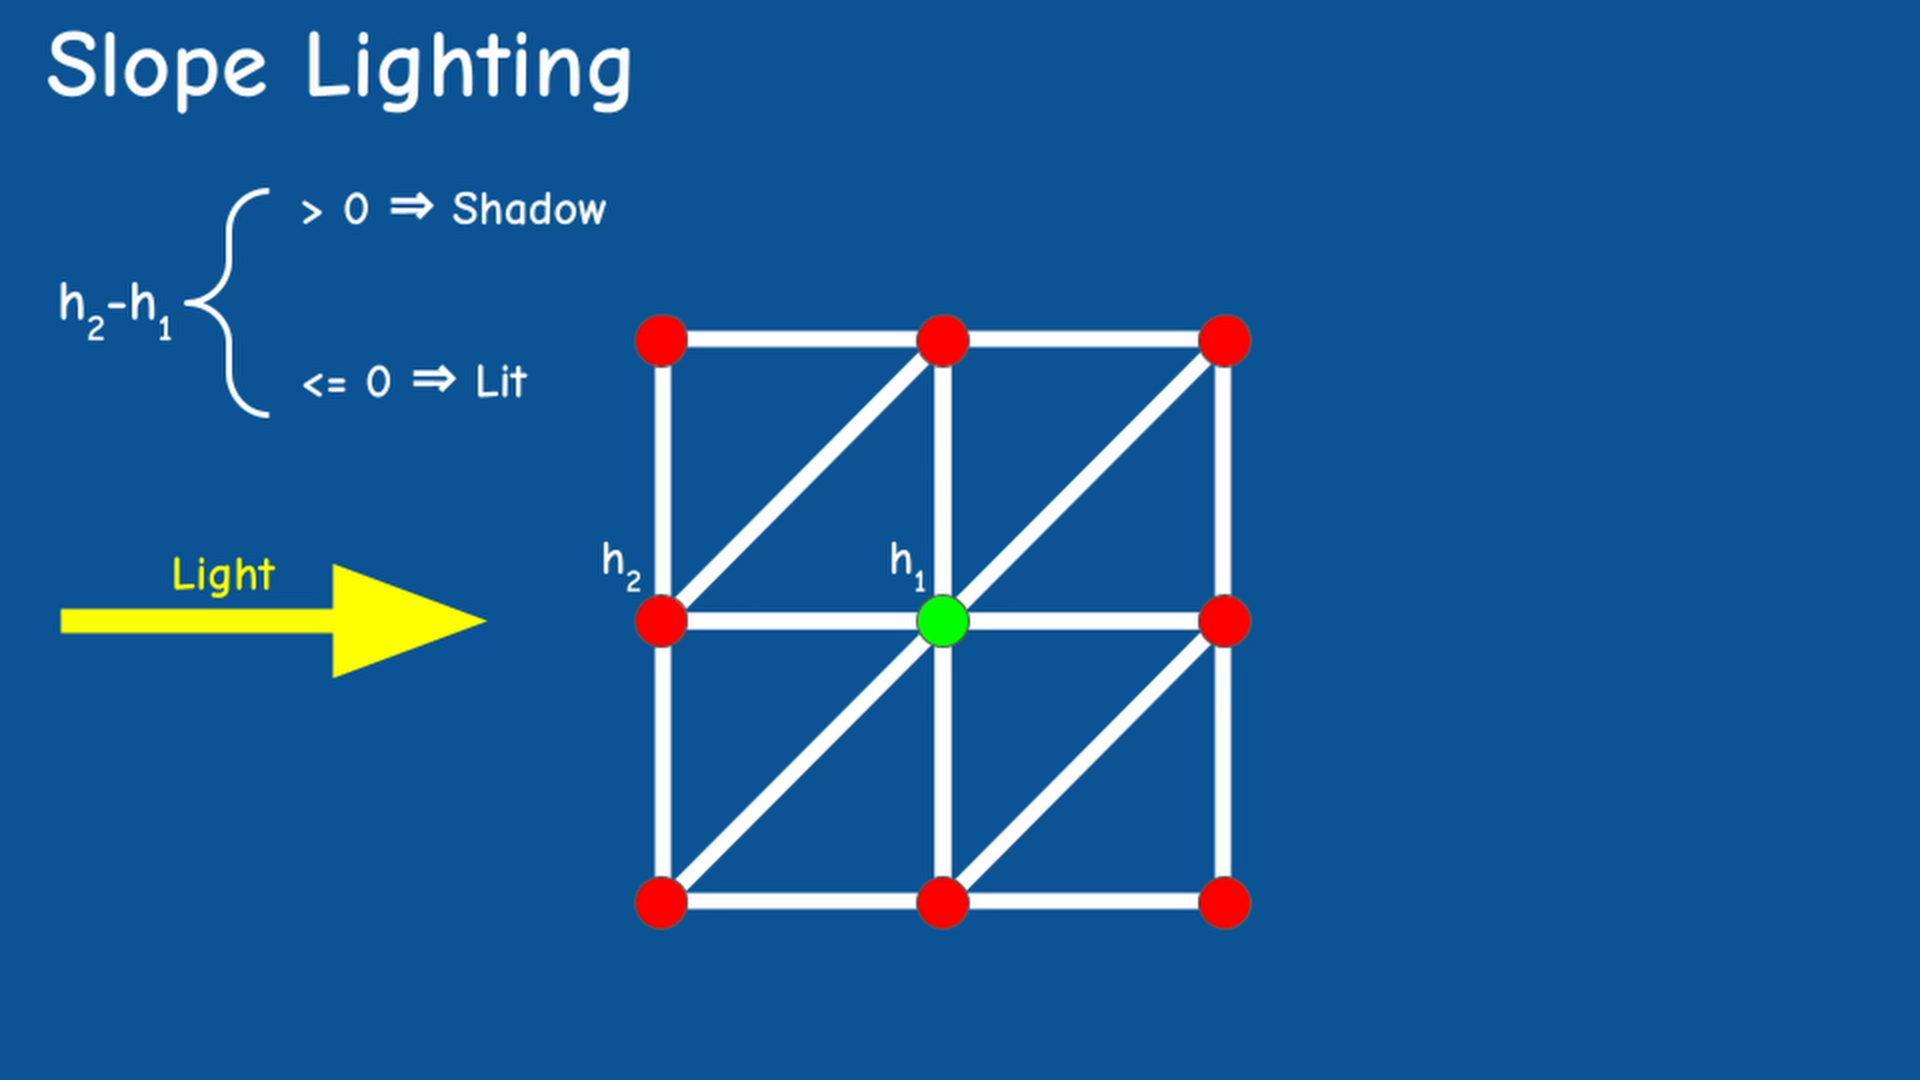 Slope Lighting
> 0 ⇒ Shadow
h₂-h₁
<= 0 ⇒ Lit
Light
h₂
h₁